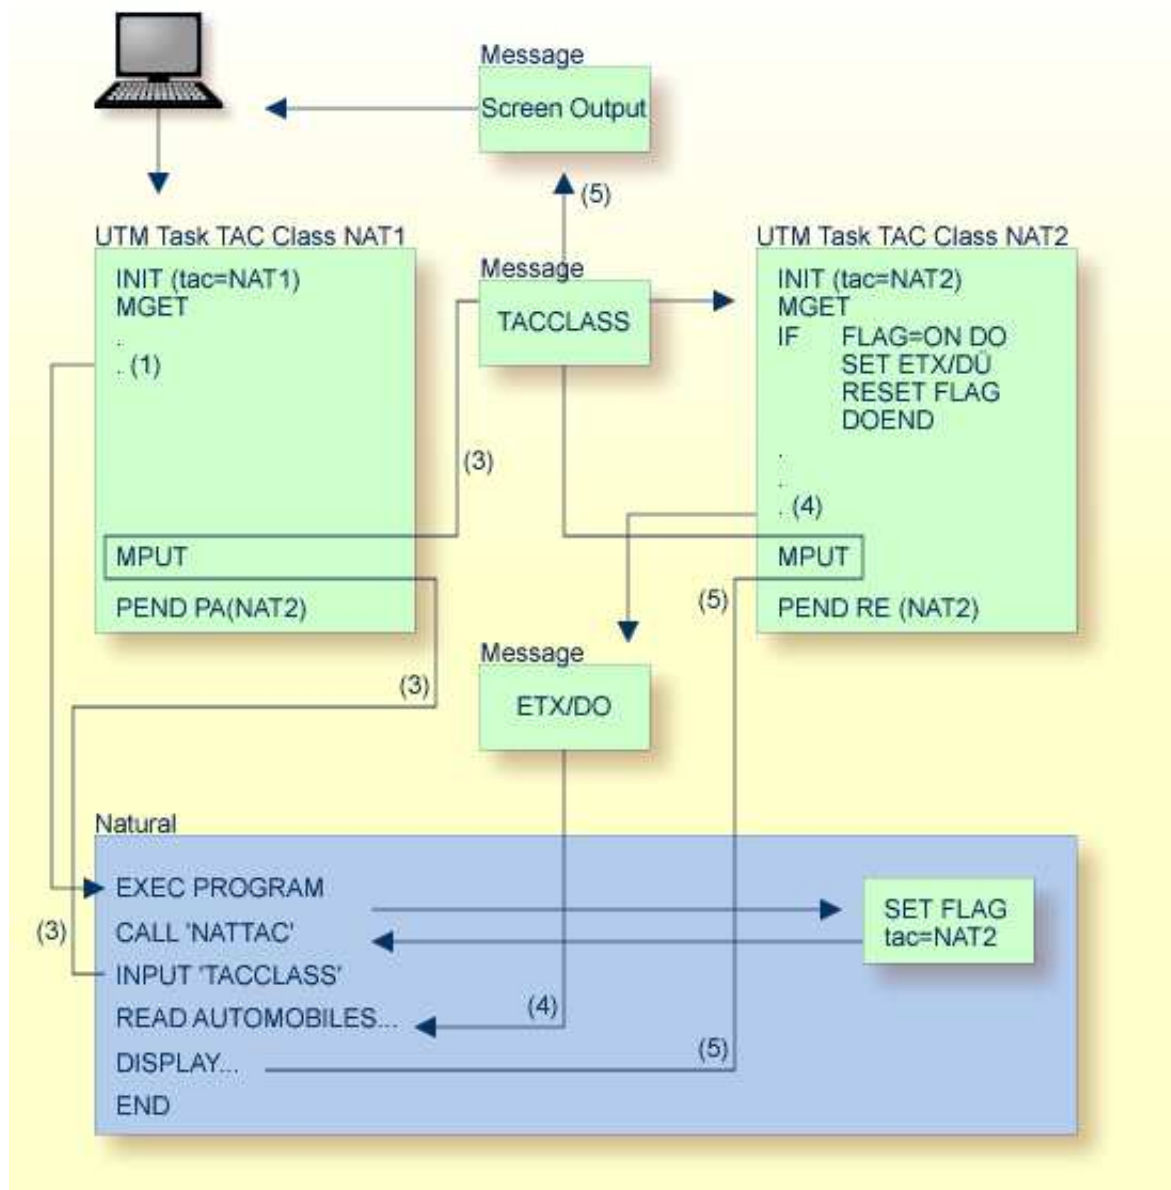 Message
Screen Output
(5)
UTM Task TAC Class NAT1
INIT (tac=NAT1)
MGET
.
. (1)
MPUT
PEND PA(NAT2)
Message
TACCLASS
(3)
(3)
UTM Task TAC Class NAT2
INIT (tac=NAT2)
MGET
IF FLAG=ON DO
SET ETX/DÜ
RESET FLAG
DOEND
.
.
. (4)
MPUT
PEND RE (NAT2)
(5)
Message
ETX/DO
Natural
EXEC PROGRAM
CALL 'NATTAC'
INPUT 'TACCLASS'
READ AUTOMOBILES...
DISPLAY...
END
(3)
(4)
(5)
SET FLAG
tac=NAT2